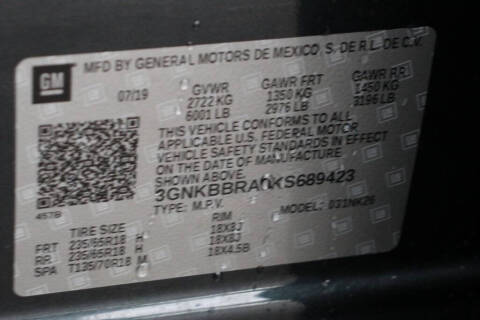 GM
MFD BY GENERAL MOTORS DE MEXICO, S. DE R.L. DE C.V.
07/19 GVWR GAWR FRT GAWR RR
2722 KG 1350 KG 1450 KG
6001 LB 2976 LB 3196 LB
THIS VEHICLE CONFORMS TO ALL
APPLICABLE U.S. FEDERAL MOTOR
VEHICLE SAFETY STANDARDS IN EFFECT
ON THE DATE OF MANUFACTURE
SHOWN ABOVE.
TYPE: M.P.V. MODEL: 031NK26
457B
TIRE SIZE RIM
FRT 235/65R18 H 18X8J
RR 235/65R18 H 18X8J
SPA T135/70R18 M 18X4.5B